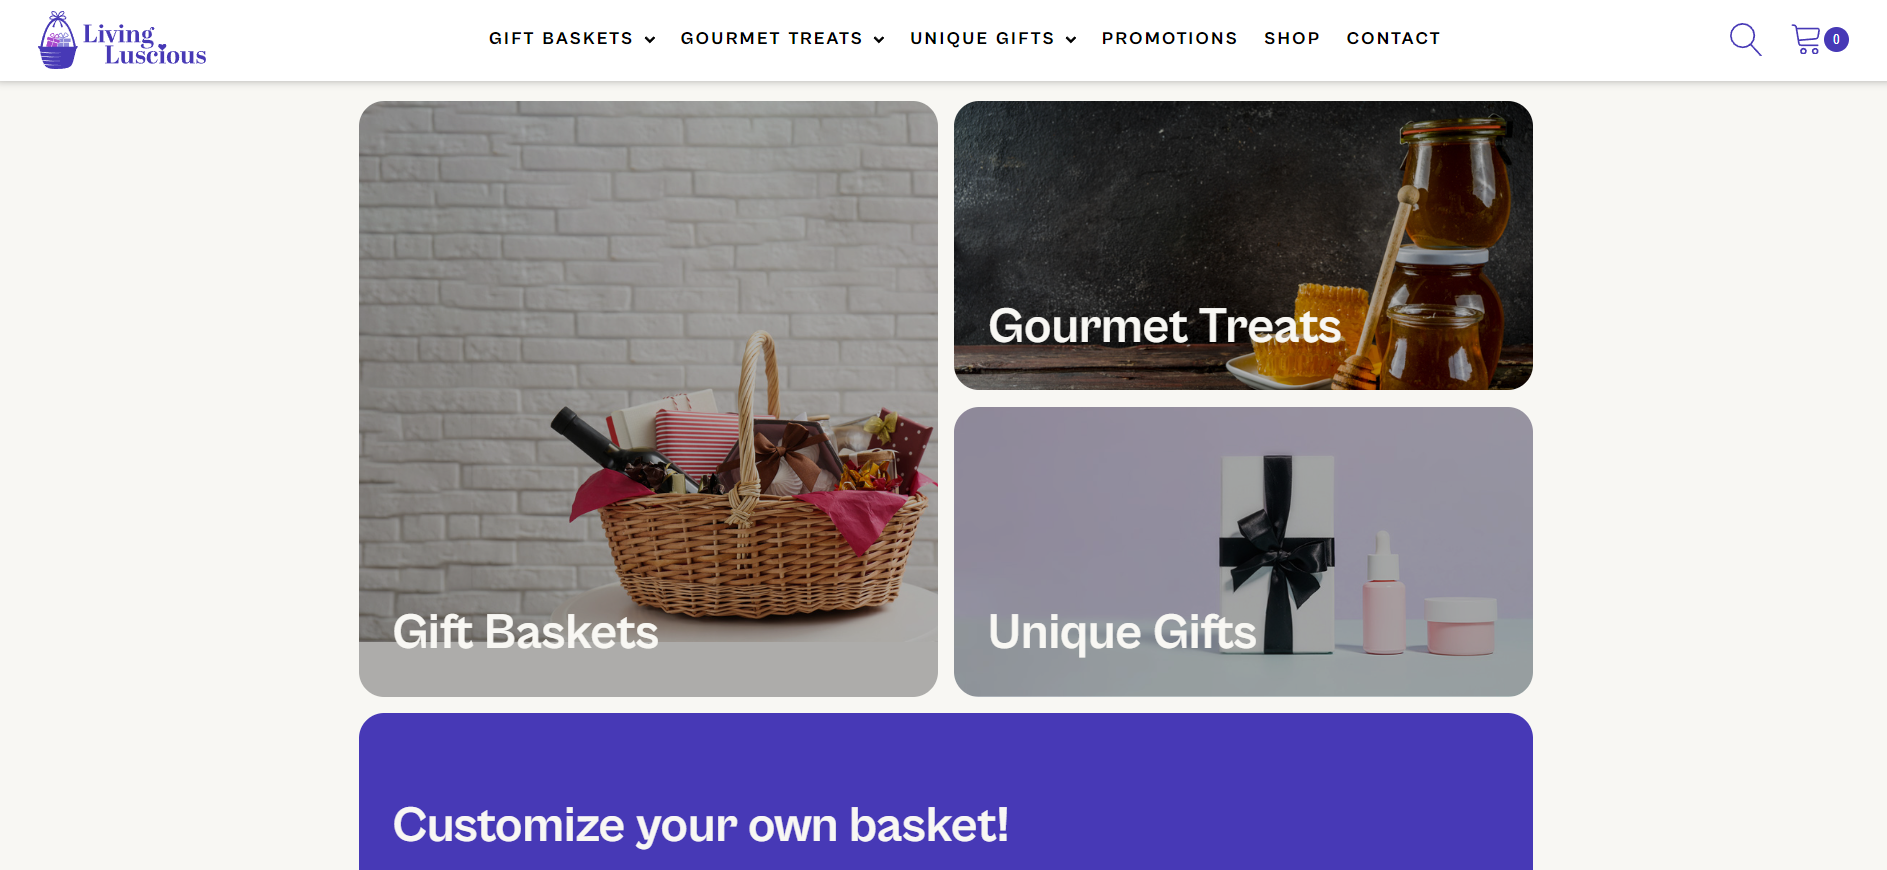 Living
Luscious
GIFT BASKETS
GOURMET TREATS
UNIQUE GIFTS
PROMOTIONS
SHOP
CONTACT
0
Gourmet Treats
Gift Baskets
Unique Gifts
Customize your own basket!